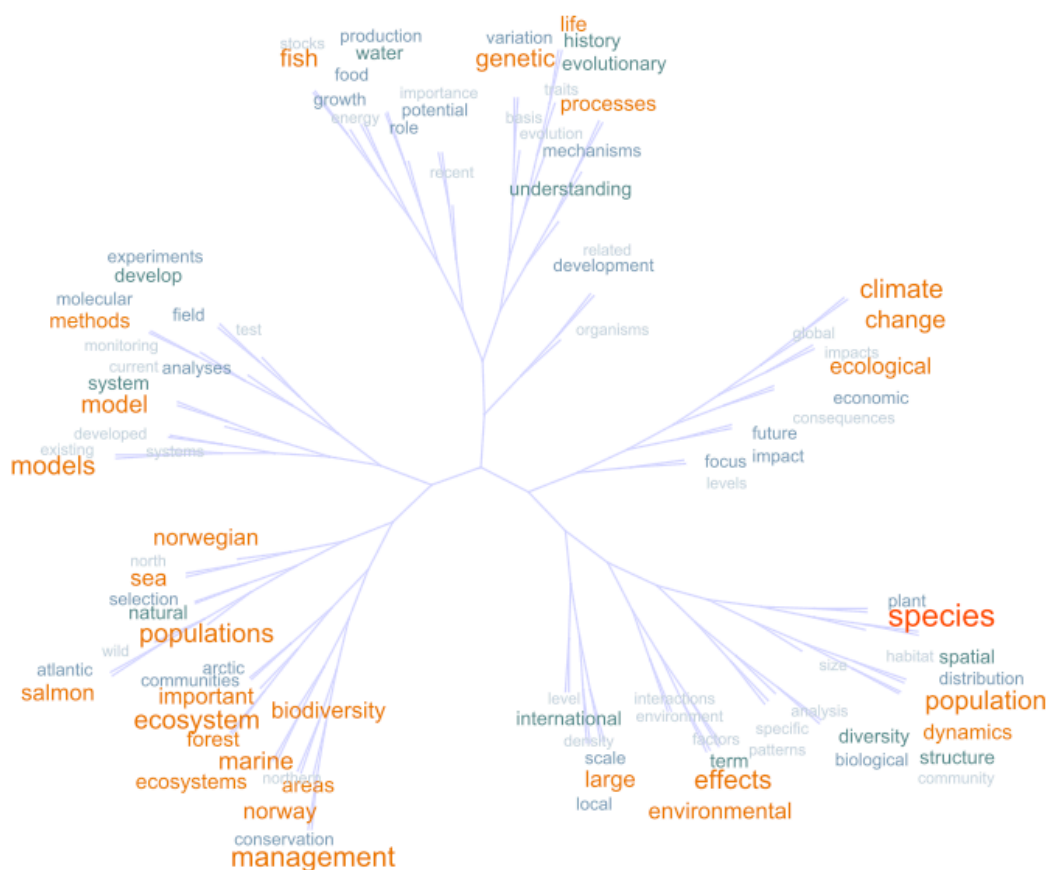 life
stocks
production
variation
history
fish
water
genetic
evolutionary
food
importance
traits
growth
energy
potential
processes
role
basis
evolution
mechanisms
recent
understanding
related
development
experiments
develop
molecular
methods
field
test
monitoring
current
analyses
system
model
developed
existing
systems
models
organisms
climate
change
global
impacts
ecological
economic
consequences
future
impact
focus
levels
norwegian
north
sea
selection
natural
populations
wild
atlantic
salmon
arctic
communities
important
ecosystem
biodiversity
forest
marine
ecosystems
northern
areas
norway
conservation
management
level
international
density
scale
large
local
interactions
environment
factors
term
effects
environmental
specific
patterns
analysis
plant
species
size
habitat
spatial
distribution
population
dynamics
diversity
biological
structure
community